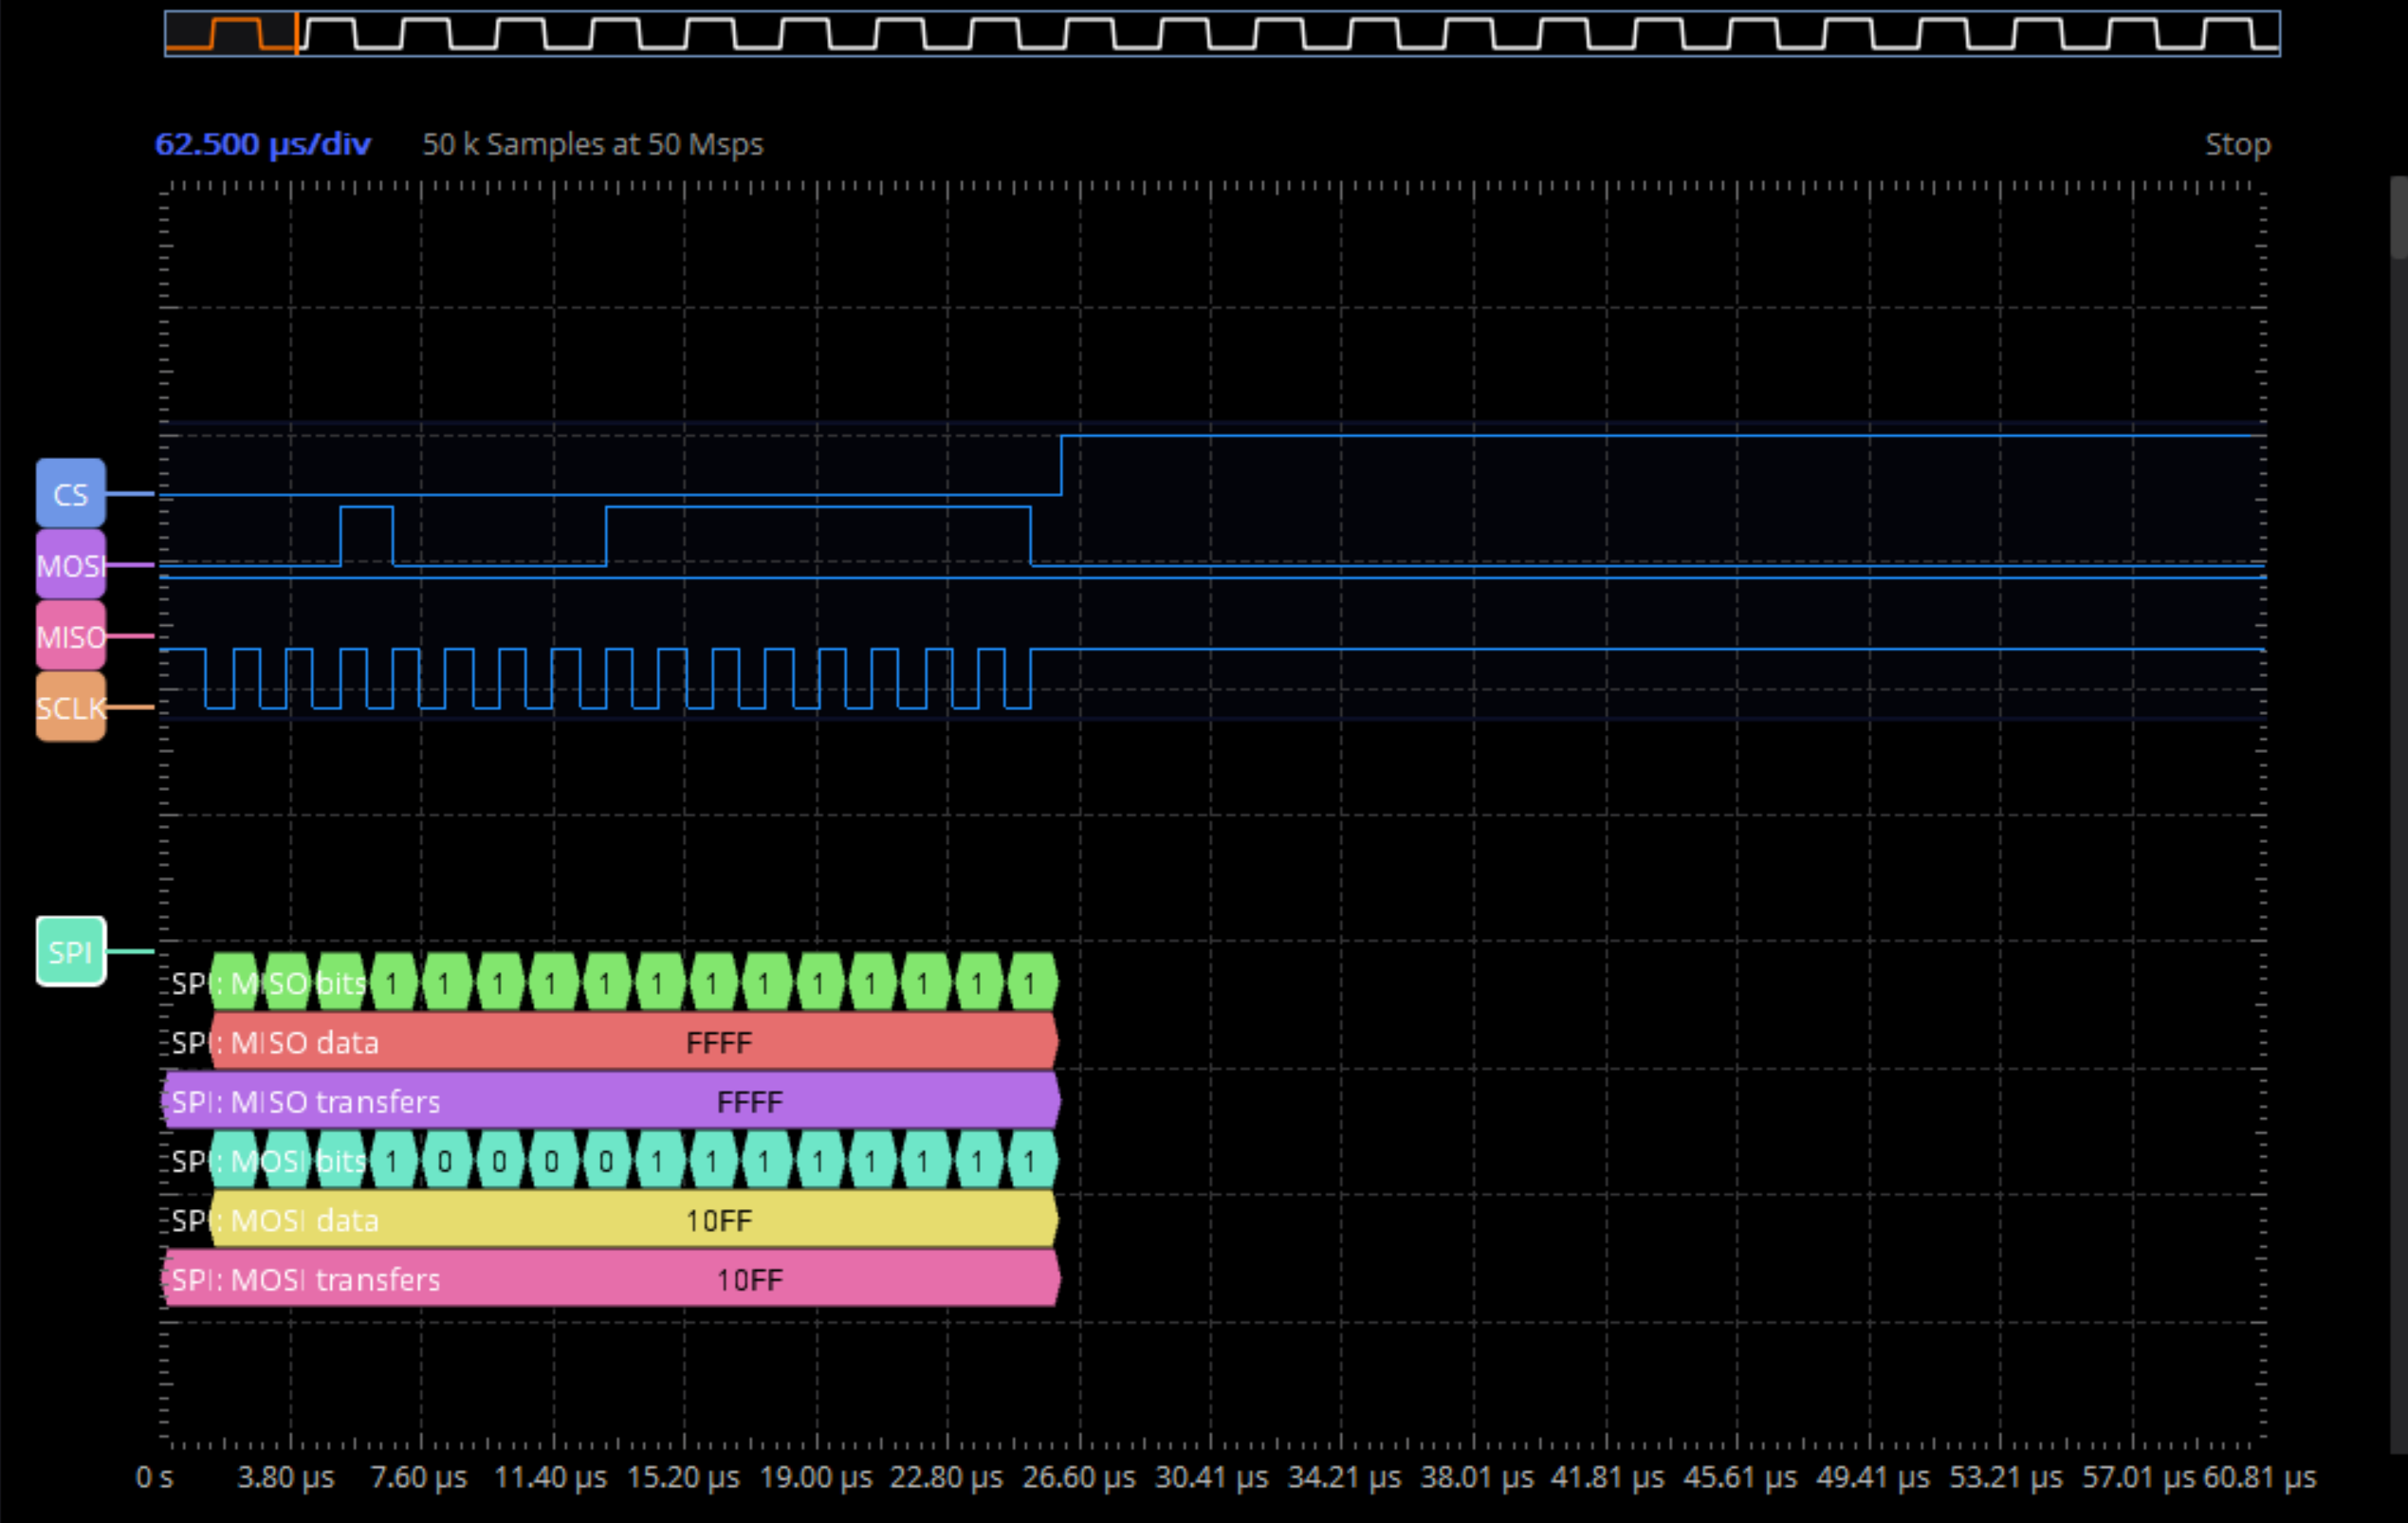 62.500 µs/div 50 k Samples at 50 Msps Stop
CS
MOSI
MISO
SCLK
SPI
SPI: MISO bits 1 1 1 1 1 1 1 1 1 1 1 1 1
SPI: MISO data FFFF
SPI: MISO transfers FFFF
SPI: MOSI bits 1 0 0 0 0 1 1 1 1 1 1 1 1
SPI: MOSI data 10FF
SPI: MOSI transfers 10FF
0 s 3.80 µs 7.60 µs 11.40 µs 15.20 µs 19.00 µs 22.80 µs 26.60 µs 30.41 µs 34.21 µs 38.01 µs 41.81 µs 45.61 µs 49.41 µs 53.21 µs 57.01 µs 60.81 µs